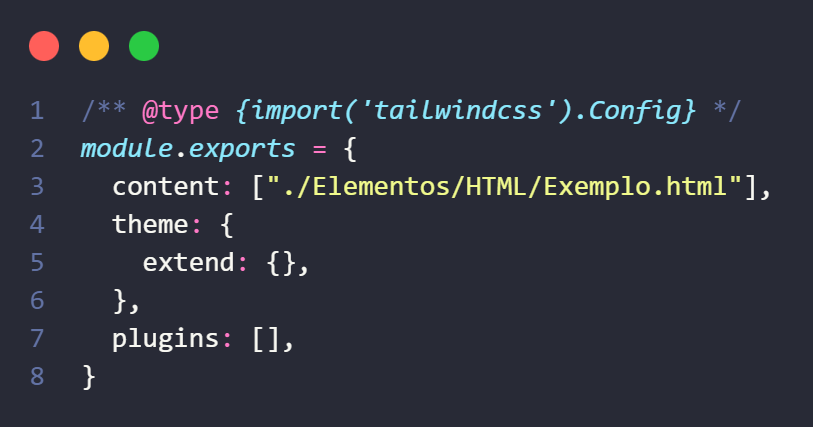 1 /** @type {import('tailwindcss').Config} */
2 module.exports = {
3   content: ["./Elementos/HTML/Exemplo.html"],
4   theme: {
5     extend: {},
6   },
7   plugins: [],
8 }